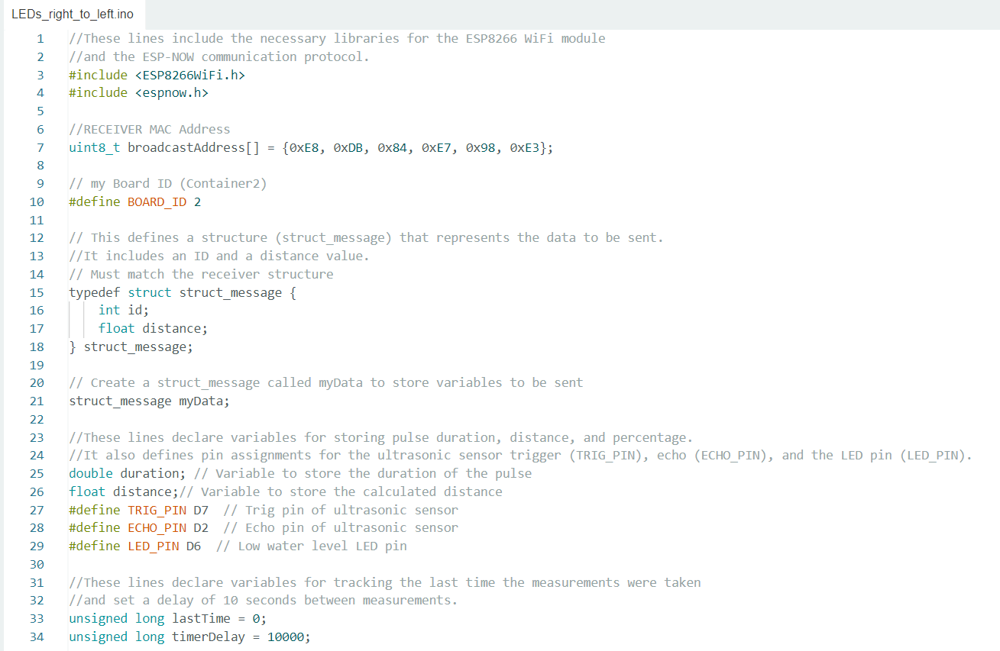 LEDs_right_to_left.ino
1 //These lines include the necessary libraries for the ESP8266 WiFi module
2 //and the ESP-NOW communication protocol.
3 #include <ESP8266WiFi.h>
4 #include <espnow.h>
5
6 //RECEIVER MAC Address
7 uint8_t broadcastAddress[] = {0xE8, 0xDB, 0x84, 0xE7, 0x98, 0xE3};
8
9 // my Board ID (Container2)
10 #define BOARD_ID 2
11
12 // This defines a structure (struct_message) that represents the data to be sent.
13 //It includes an ID and a distance value.
14 // Must match the receiver structure
15 typedef struct struct_message {
16     int id;
17     float distance;
18 } struct_message;
19
20 // Create a struct_message called myData to store variables to be sent
21 struct_message myData;
22
23 //These lines declare variables for storing pulse duration, distance, and percentage.
24 //It also defines pin assignments for the ultrasonic sensor trigger (TRIG_PIN), echo (ECHO_PIN), and the LED pin (LED_PIN).
25 double duration; // Variable to store the duration of the pulse
26 float distance;// Variable to store the calculated distance
27 #define TRIG_PIN D7  // Trig pin of ultrasonic sensor
28 #define ECHO_PIN D2  // Echo pin of ultrasonic sensor
29 #define LED_PIN D6  // Low water level LED pin
30
31 //These lines declare variables for tracking the last time the measurements were taken
32 //and set a delay of 10 seconds between measurements.
33 unsigned long lastTime = 0;
34 unsigned long timerDelay = 10000;